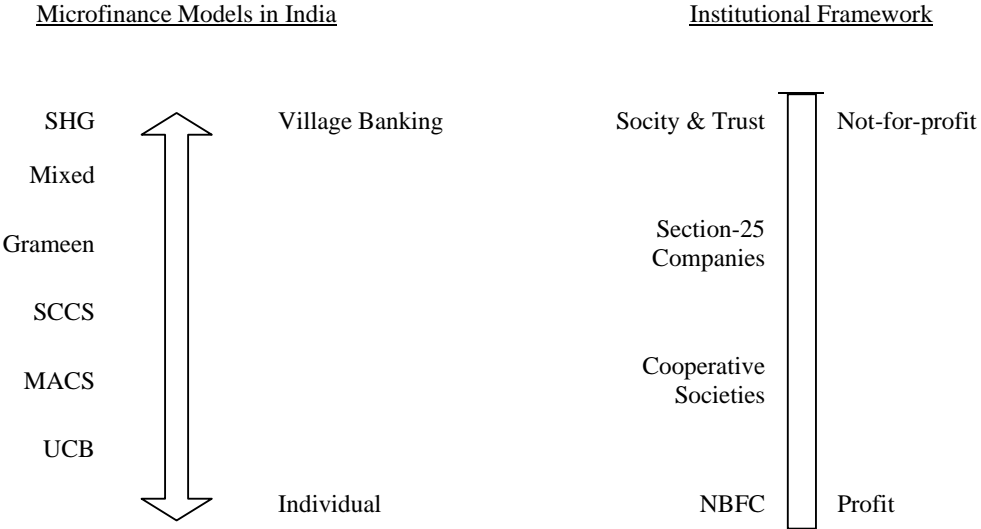 Microfinance Models in India
SHG
Village Banking
Mixed
Grameen
SCCS
MACS
UCB
Individual
Institutional Framework
Socity & Trust
Not-for-profit
Section-25
Companies
Cooperative
Societies
NBFC
Profit